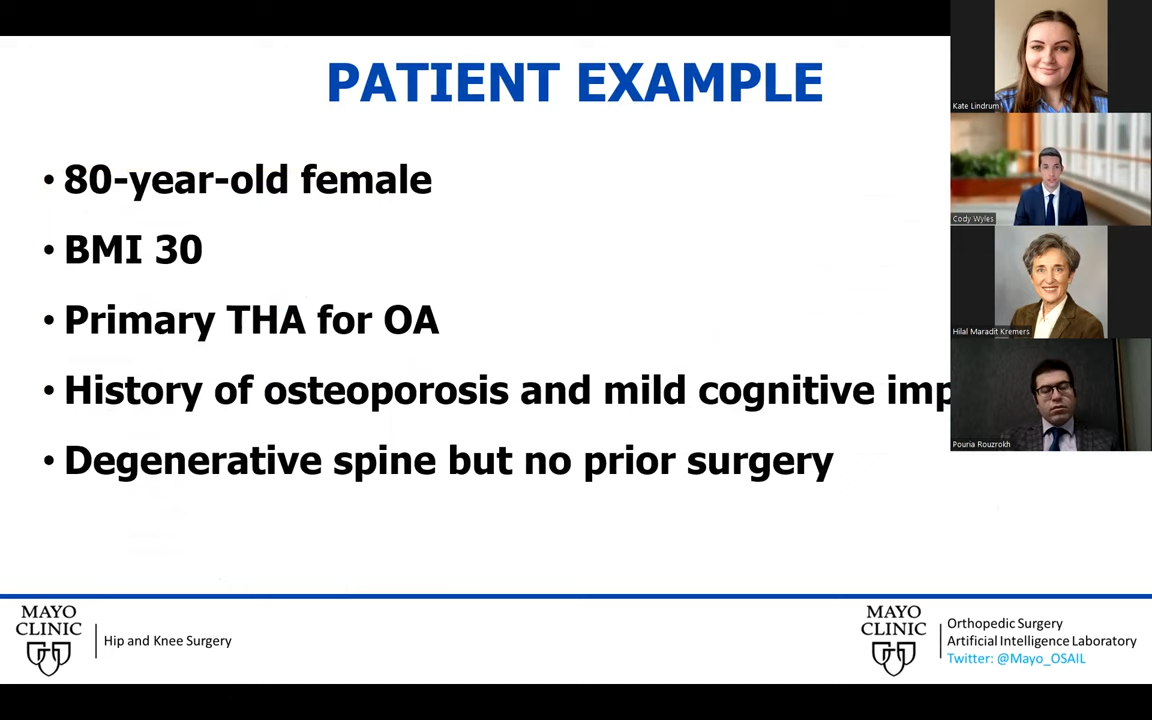 PATIENT EXAMPLE
• 80-year-old female
• BMI 30
• Primary THA for OA
• History of osteoporosis and mild cognitive imp
• Degenerative spine but no prior surgery
Kate Lindrum
Cody Wyles
Hilal Maradit Kremers
Pouria Rouzrokh
MAYO
CLINIC
Hip and Knee Surgery
MAYO
CLINIC
Orthopedic Surgery
Artificial Intelligence Laboratory
Twitter: @Mayo_OSAIL